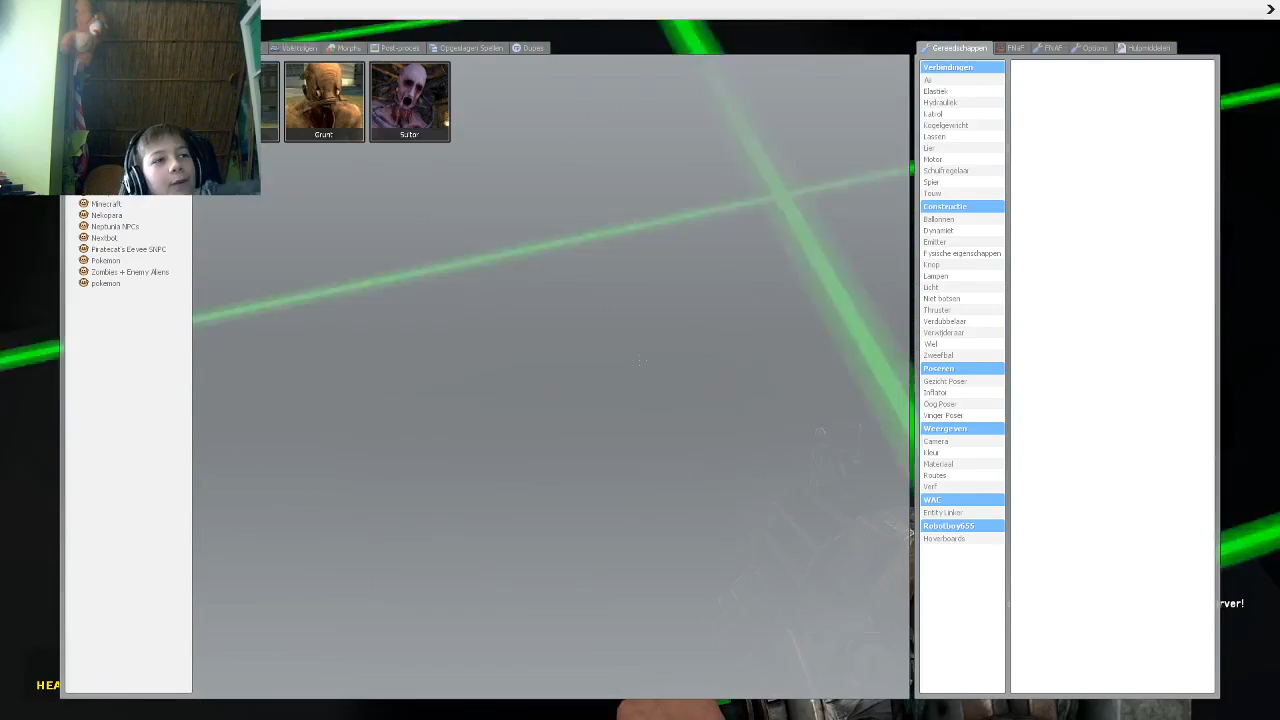 Voertuigen
Morphs
Post-proces
Opgeslagen Spellen
Dupes
Gereedschappen
FNaF
FNAF
Options
Hulpmiddelen
Grunt
Suitor
Minecraft
Nekopara
Neptunia NPCs
Nextbot
Piratecat's Eevee SNPC
Pokemon
Zombies + Enemy Aliens
pokemon
Verbindingen
As
Elastiek
Hydrauliek
Katrol
Kogelgewricht
Lassen
Lier
Motor
Schuifregelaar
Spier
Touw
Constructie
Ballonnen
Dynamiet
Emitter
Fysische eigenschappen
Knop
Lampen
Licht
Niet botsen
Thruster
Verdubbelaar
Verwijderaar
Wiel
Zweefbal
Poseren
Gezicht Poser
Inflator
Oog Poser
Vinger Poser
Weergeven
Camera
Kleur
Materiaal
Routes
Verf
WAC
Entity Linker
Robotboy655
Hoverboards
rver!
HEA